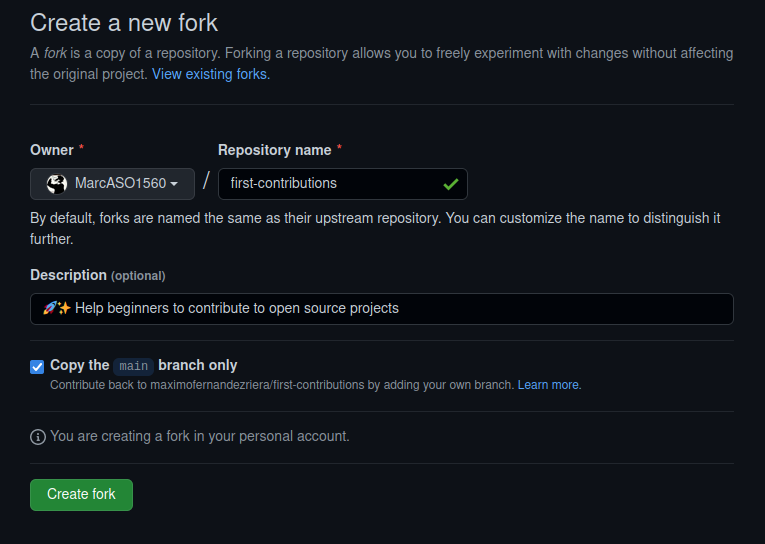 Create a new fork
A fork is a copy of a repository. Forking a repository allows you to freely experiment with changes without affecting
the original project. View existing forks.
Owner *
Repository name *
MarcASO1560 / first-contributions
By default, forks are named the same as their upstream repository. You can customize the name to distinguish it
further.
Description (optional)
🚀✨ Help beginners to contribute to open source projects
Copy the main branch only
Contribute back to maximofernandezriera/first-contributions by adding your own branch. Learn more.
You are creating a fork in your personal account.
Create fork